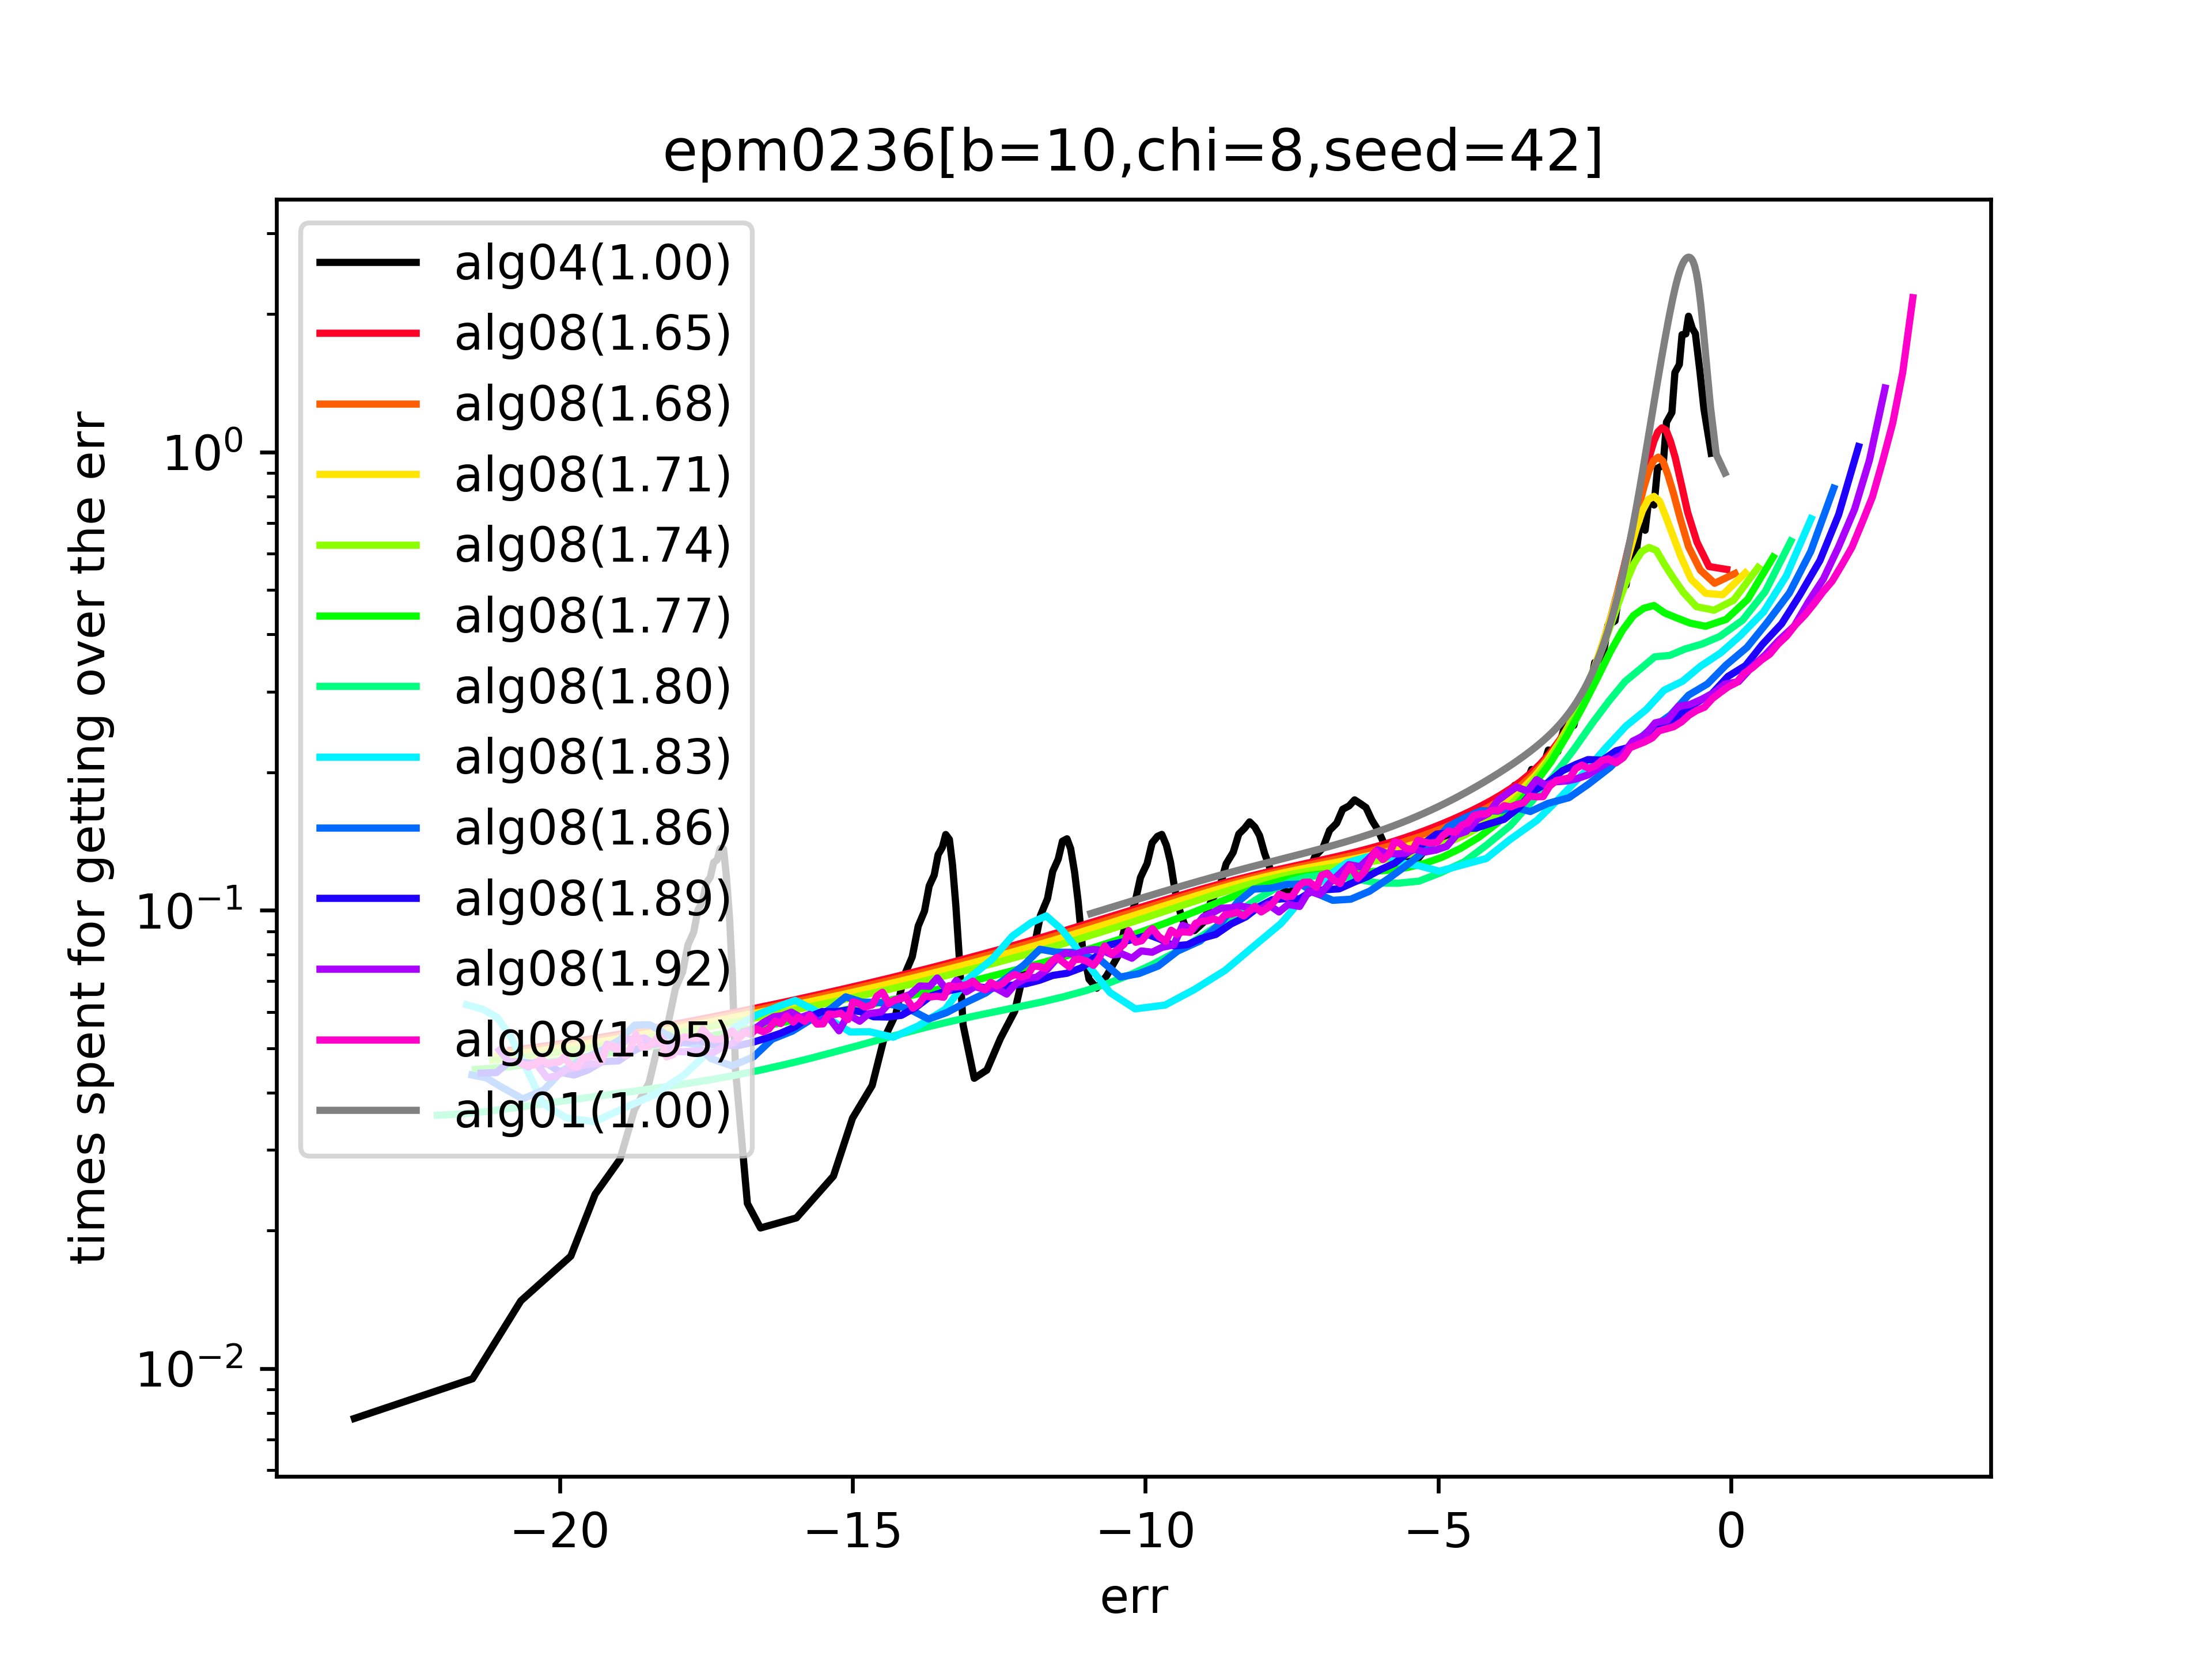 epm0236[b=10,chi=8,seed=42]
times spent for getting over the err
10⁰
10⁻¹
10⁻²
alg04(1.00)
alg08(1.65)
alg08(1.68)
alg08(1.71)
alg08(1.74)
alg08(1.77)
alg08(1.80)
alg08(1.83)
alg08(1.86)
alg08(1.89)
alg08(1.92)
alg08(1.95)
alg01(1.00)
−20 −15 −10 −5 0
err